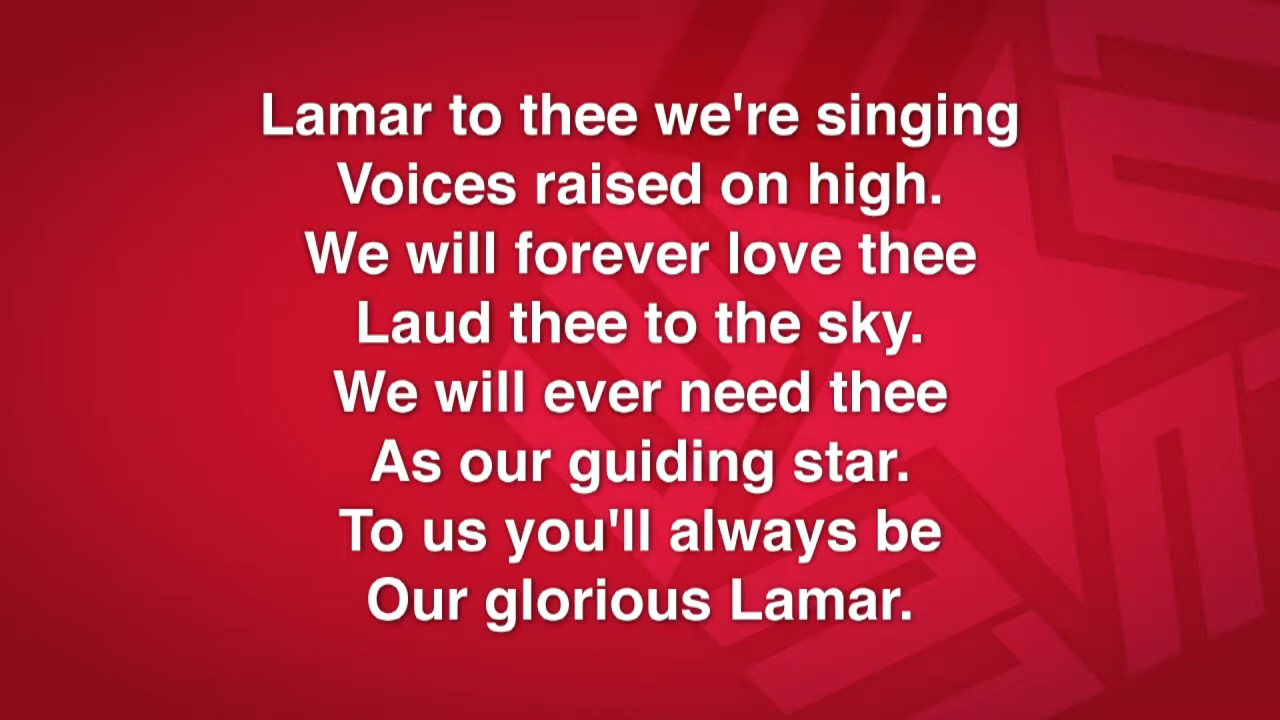 Lamar to thee we're singing
Voices raised on high.
We will forever love thee
Laud thee to the sky.
We will ever need thee
As our guiding star.
To us you'll always be
Our glorious Lamar.